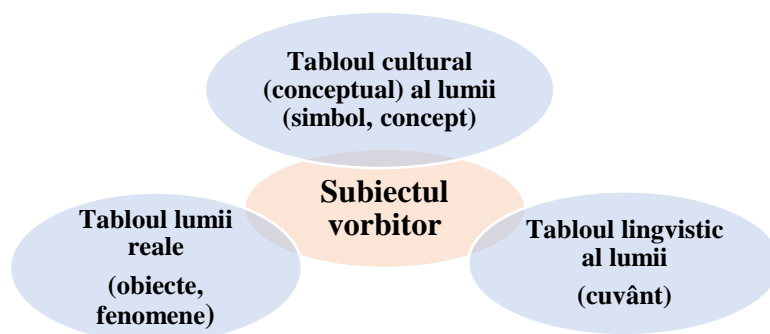 Tabloul cultural
(conceptual) al lumii
(simbol, concept)
Subiectul
vorbitor
Tabloul lumii
reale
(obiecte,
fenomene)
Tabloul lingvistic
al lumii
(cuvânt)